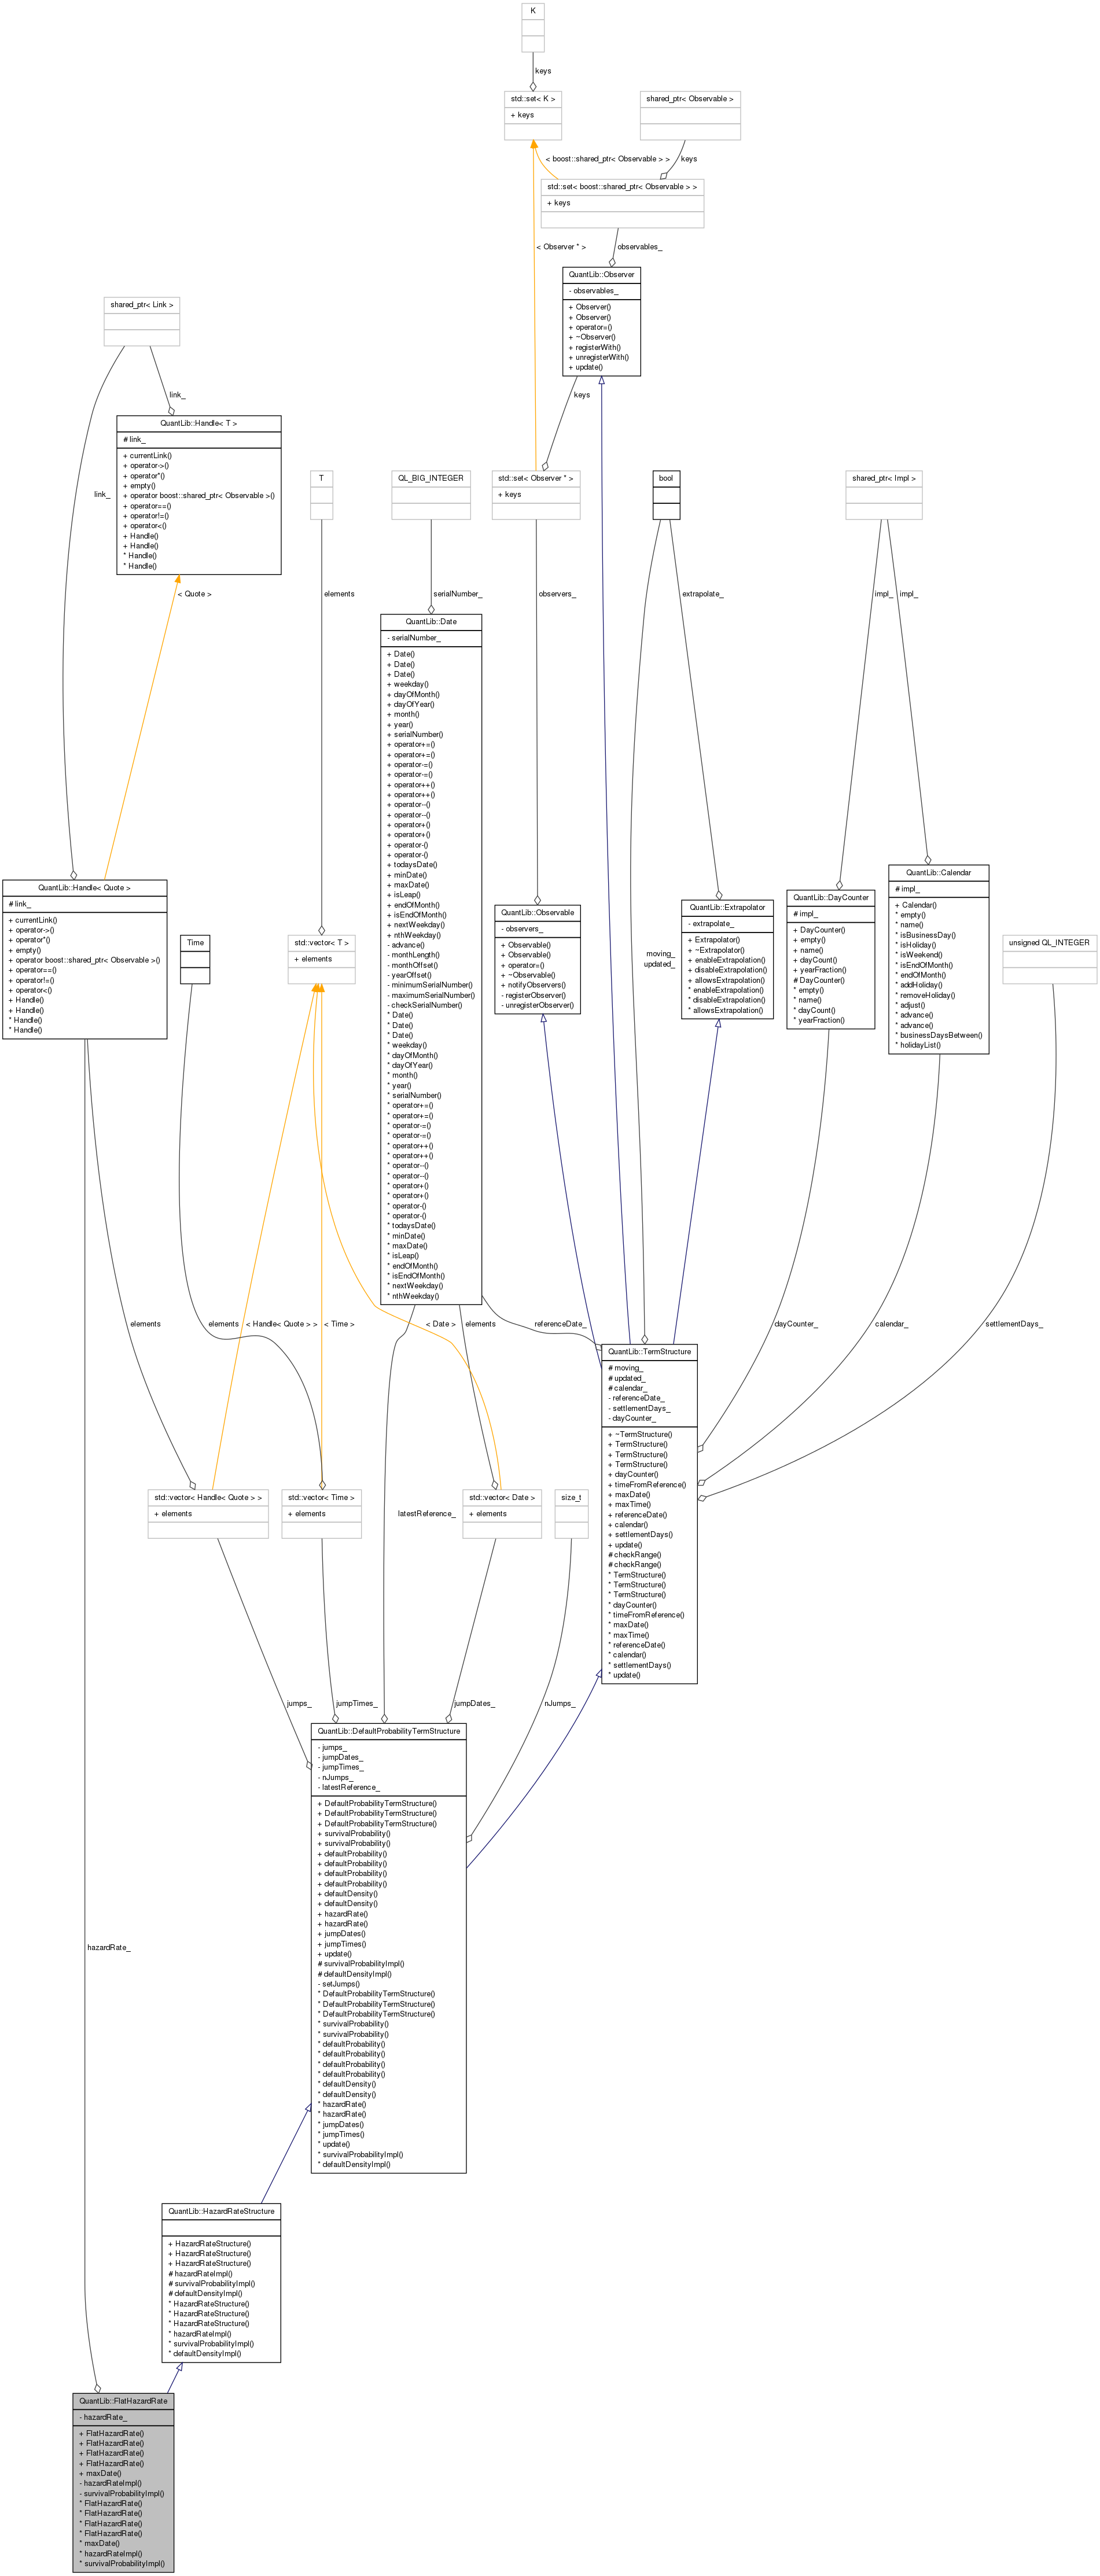 K
keys
std::set< K >
+ keys
shared_ptr< Observable >
< boost::shared_ptr< Observable > >
keys
std::set< boost::shared_ptr< Observable > >
+ keys
< Observer * >
observables_
QuantLib::Observer
- observables_
+ Observer()
+ Observer()
+ operator=()
+ ~Observer()
+ registerWith()
+ unregisterWith()
+ update()
shared_ptr< Link >
link_
keys
QuantLib::Handle< T >
# link_
+ currentLink()
+ operator->()
+ operator*()
+ empty()
+ operator boost::shared_ptr< Observable >()
+ operator==()
+ operator!=()
+ operator<()
+ Handle()
+ Handle()
* Handle()
* Handle()
link_
T
QL_BIG_INTEGER
std::set< Observer * >
+ keys
bool
shared_ptr< Impl >
< Quote >
elements
serialNumber_
observers_
extrapolate_
impl_
impl_
QuantLib::Date
- serialNumber_
+ Date()
+ Date()
+ Date()
+ weekday()
+ dayOfMonth()
+ dayOfYear()
+ month()
+ year()
+ serialNumber()
+ operator+=()
+ operator+=()
+ operator-=()
+ operator-=()
+ operator++()
+ operator++()
+ operator--()
+ operator--()
+ operator+()
+ operator+()
+ operator-()
+ operator-()
+ todaysDate()
+ minDate()
+ maxDate()
+ isLeap()
+ endOfMonth()
+ isEndOfMonth()
+ nextWeekday()
+ nthWeekday()
- advance()
- monthLength()
- monthOffset()
- yearOffset()
- minimumSerialNumber()
- maximumSerialNumber()
- checkSerialNumber()
* Date()
* Date()
* Date()
* weekday()
* dayOfMonth()
* dayOfYear()
* month()
* year()
* serialNumber()
* operator+=()
* operator+=()
* operator-=()
* operator-=()
* operator++()
* operator++()
* operator--()
* operator--()
* operator+()
* operator+()
* operator-()
* operator-()
* todaysDate()
* minDate()
* maxDate()
* isLeap()
* endOfMonth()
* isEndOfMonth()
* nextWeekday()
* nthWeekday()
QuantLib::Handle< Quote >
# link_
+ currentLink()
+ operator->()
+ operator*()
+ empty()
+ operator boost::shared_ptr< Observable >()
+ operator==()
+ operator!=()
+ operator<()
+ Handle()
+ Handle()
* Handle()
* Handle()
Time
std::vector< T >
+ elements
QuantLib::Observable
- observers_
+ Observable()
+ Observable()
+ operator=()
+ ~Observable()
+ notifyObservers()
- registerObserver()
- unregisterObserver()
moving_
updated_
QuantLib::Extrapolator
- extrapolate_
+ Extrapolator()
+ ~Extrapolator()
+ enableExtrapolation()
+ disableExtrapolation()
+ allowsExtrapolation()
* enableExtrapolation()
* disableExtrapolation()
* allowsExtrapolation()
QuantLib::DayCounter
# impl_
+ DayCounter()
+ empty()
+ name()
+ dayCount()
+ yearFraction()
# DayCounter()
* empty()
* name()
* dayCount()
* yearFraction()
QuantLib::Calendar
# impl_
+ Calendar()
* empty()
* name()
* isBusinessDay()
* isHoliday()
* isWeekend()
* isEndOfMonth()
* endOfMonth()
* addHoliday()
* removeHoliday()
* adjust()
* advance()
* advance()
* businessDaysBetween()
* holidayList()
unsigned QL_INTEGER
elements
elements
< Handle< Quote > >
< Time >
< Date >
elements
referenceDate_
dayCounter_
calendar_
settlementDays_
QuantLib::TermStructure
# moving_
# updated_
# calendar_
- referenceDate_
- settlementDays_
- dayCounter_
+ ~TermStructure()
+ TermStructure()
+ TermStructure()
+ TermStructure()
+ dayCounter()
+ timeFromReference()
+ maxDate()
+ maxTime()
+ referenceDate()
+ calendar()
+ settlementDays()
+ update()
# checkRange()
# checkRange()
* TermStructure()
* TermStructure()
* TermStructure()
* dayCounter()
* timeFromReference()
* maxDate()
* maxTime()
* referenceDate()
* calendar()
* settlementDays()
* update()
std::vector< Handle< Quote > >
+ elements
std::vector< Time >
+ elements
latestReference_
std::vector< Date >
+ elements
size_t
jumps_
jumpTimes_
jumpDates_
nJumps_
QuantLib::DefaultProbabilityTermStructure
- jumps_
- jumpDates_
- jumpTimes_
- nJumps_
- latestReference_
+ DefaultProbabilityTermStructure()
+ DefaultProbabilityTermStructure()
+ DefaultProbabilityTermStructure()
+ survivalProbability()
+ survivalProbability()
+ defaultProbability()
+ defaultProbability()
+ defaultProbability()
+ defaultProbability()
+ defaultDensity()
+ defaultDensity()
+ hazardRate()
+ hazardRate()
+ jumpDates()
+ jumpTimes()
+ update()
# survivalProbabilityImpl()
# defaultDensityImpl()
- setJumps()
* DefaultProbabilityTermStructure()
* DefaultProbabilityTermStructure()
* DefaultProbabilityTermStructure()
* survivalProbability()
* survivalProbability()
* defaultProbability()
* defaultProbability()
* defaultProbability()
* defaultProbability()
* defaultDensity()
* defaultDensity()
* hazardRate()
* hazardRate()
* jumpDates()
* jumpTimes()
* update()
* survivalProbabilityImpl()
* defaultDensityImpl()
hazardRate_
QuantLib::HazardRateStructure
+ HazardRateStructure()
+ HazardRateStructure()
+ HazardRateStructure()
# hazardRateImpl()
# survivalProbabilityImpl()
# defaultDensityImpl()
* HazardRateStructure()
* HazardRateStructure()
* HazardRateStructure()
* hazardRateImpl()
* survivalProbabilityImpl()
* defaultDensityImpl()
QuantLib::FlatHazardRate
- hazardRate_
+ FlatHazardRate()
+ FlatHazardRate()
+ FlatHazardRate()
+ FlatHazardRate()
+ maxDate()
- hazardRateImpl()
- survivalProbabilityImpl()
* FlatHazardRate()
* FlatHazardRate()
* FlatHazardRate()
* FlatHazardRate()
* maxDate()
* hazardRateImpl()
* survivalProbabilityImpl()